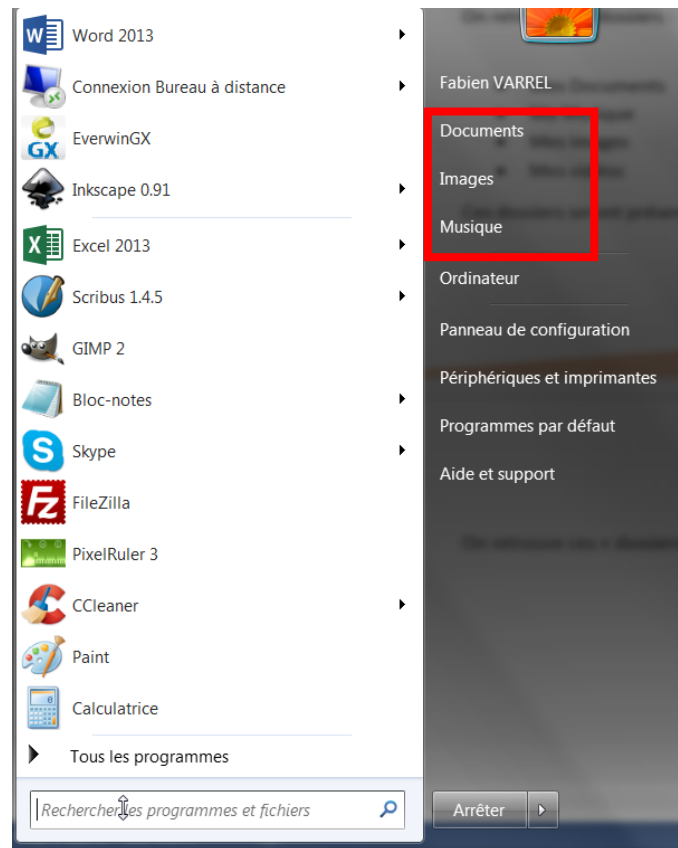 Word 2013
Connexion Bureau à distance
EverwinGX
Inkscape 0.91
Excel 2013
Scribus 1.4.5
GIMP 2
Bloc-notes
Skype
FileZilla
PixelRuler 3
CCleaner
Paint
Calculatrice
Tous les programmes
Rechercher les programmes et fichiers
Fabien VARREL
Documents
Images
Musique
Ordinateur
Panneau de configuration
Périphériques et imprimantes
Programmes par défaut
Aide et support
Arrêter